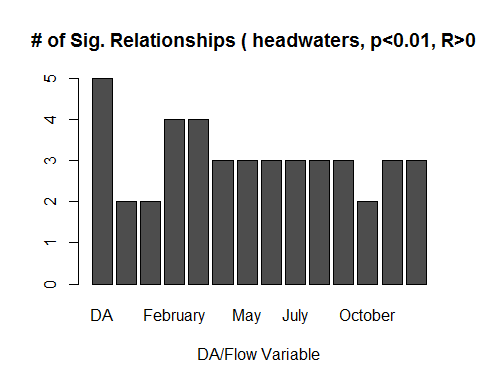 # of Sig. Relationships ( headwaters, p<0.01, R>0
5
4
3
2
1
0
DA February May July October
DA/Flow Variable